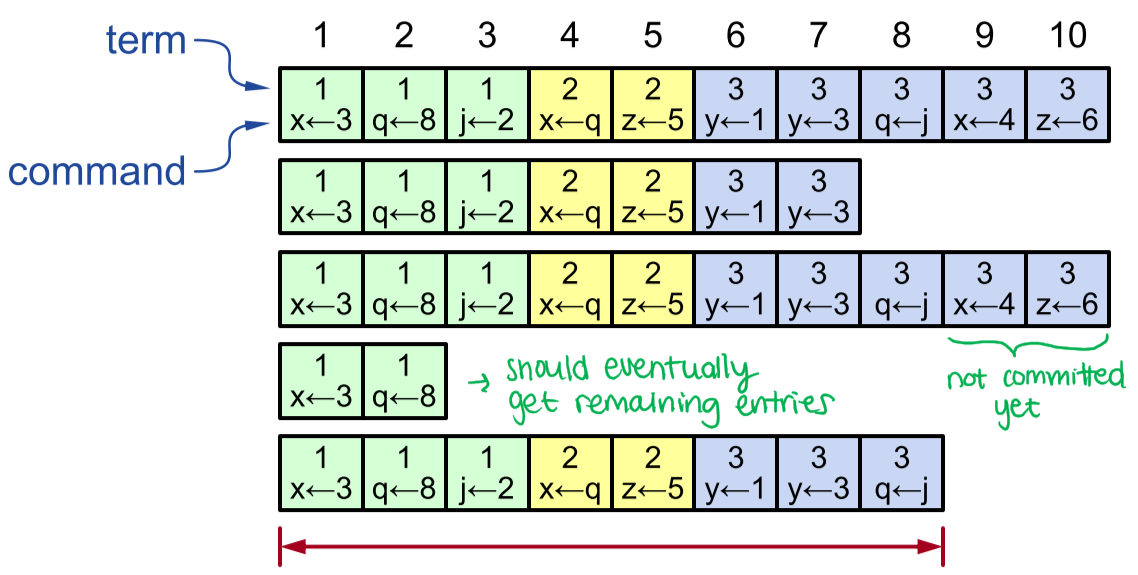 1 2 3 4 5 6 7 8 9 10
term
1 1 1 2 2 3 3 3 3 3
x←3 q←8 j←2 x←q z←5 y←1 y←3 q←j x←4 z←6
command
1 1 1 2 2 3 3
x←3 q←8 j←2 x←q z←5 y←1 y←3
1 1 1 2 2 3 3 3 3 3
x←3 q←8 j←2 x←q z←5 y←1 y←3 q←j x←4 z←6
1 1
x←3 q←8
→ should eventually
get remaining entries
not committed
yet
1 1 1 2 2 3 3 3
x←3 q←8 j←2 x←q z←5 y←1 y←3 q←j